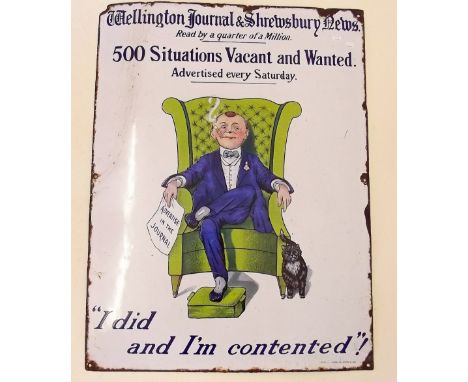 Wellington Journal & Shrewsbury News.
Read by a quarter of a Million.
500 Situations Vacant and Wanted.
Advertised every Saturday.
ADVERTISE
IN THE
JOURNAL
"I did
and I'm contented"!